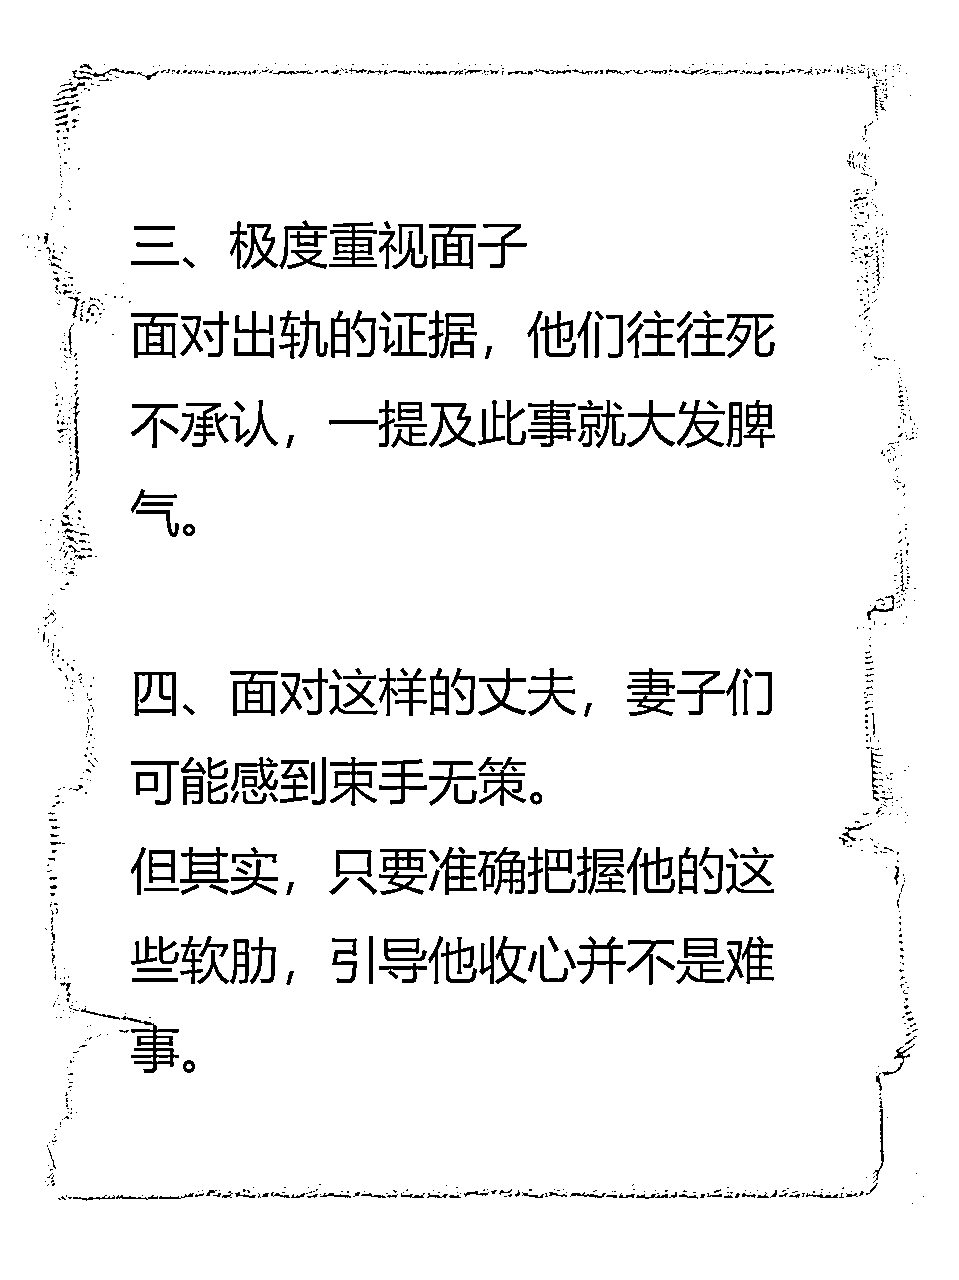 三、极度重视面子
面对出轨的证据，他们往往死
不承认，一提及此事就大发脾
气。
四、面对这样的丈夫，妻子们
可能感到束手无策。
但其实，只要准确把握他的这
些软肋，引导他收心并不是难
事。